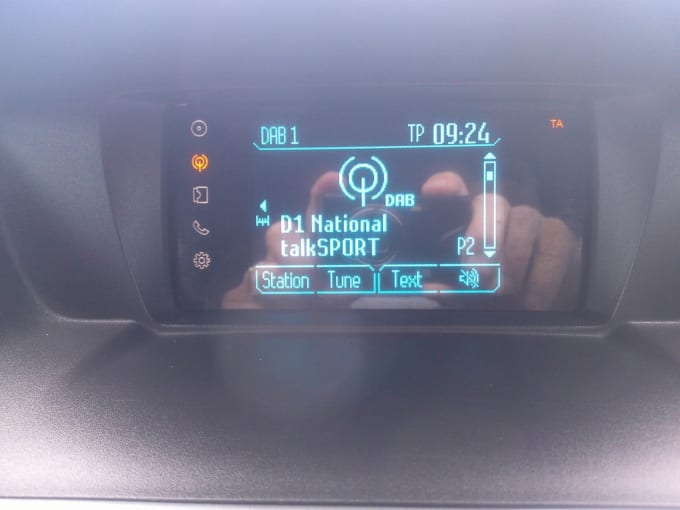 DAB 1 TP 09:24 TA
DAB
D1 National
talkSPORT P2
Station Tune Text